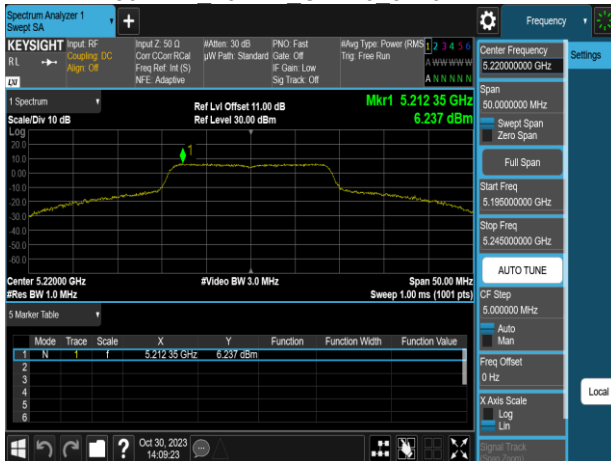 Spectrum Analyzer 1
Swept SA
+
Frequency
KEYSIGHT
RL
LXI
Input: RF
Coupling: DC
Align: Off
Input Z: 50 Ω
Corr CCorr RCal
Freq Ref: Int (S)
NFE: Adaptive
#Atten: 30 dB
µW Path: Standard
PNO: Fast
Gate: Off
IF Gain: Low
Sig Track: Off
#Avg Type: Power (RMS
Trig: Free Run
1 2 3 4 5 6
A W W W W W
A N N N N N
Center Frequency
5.220000000 GHz
Settings
Span
50.0000000 MHz
Swept Span
Zero Span
Full Span
Start Freq
5.195000000 GHz
Stop Freq
5.245000000 GHz
AUTO TUNE
CF Step
5.000000 MHz
Auto
Man
Freq Offset
0 Hz
X Axis Scale
Log
Lin
Signal Track
(Span Zoom)
Local
1 Spectrum
Scale/Div 10 dB
Ref Lvl Offset 11.00 dB
Ref Level 30.00 dBm
Mkr1 5.212 35 GHz
6.237 dBm
Log
20.0
10.0
0.00
-10.0
-20.0
-30.0
-40.0
-50.0
-60.0
1
Center 5.22000 GHz
#Res BW 1.0 MHz
#Video BW 3.0 MHz
Span 50.00 MHz
Sweep 1.00 ms (1001 pts)
5 Marker Table
Mode Trace Scale X Y Function Function Width Function Value
1 N 1 f 5.212 35 GHz 6.237 dBm
2
3
4
5
6
?
Oct 30, 2023
14:09:23